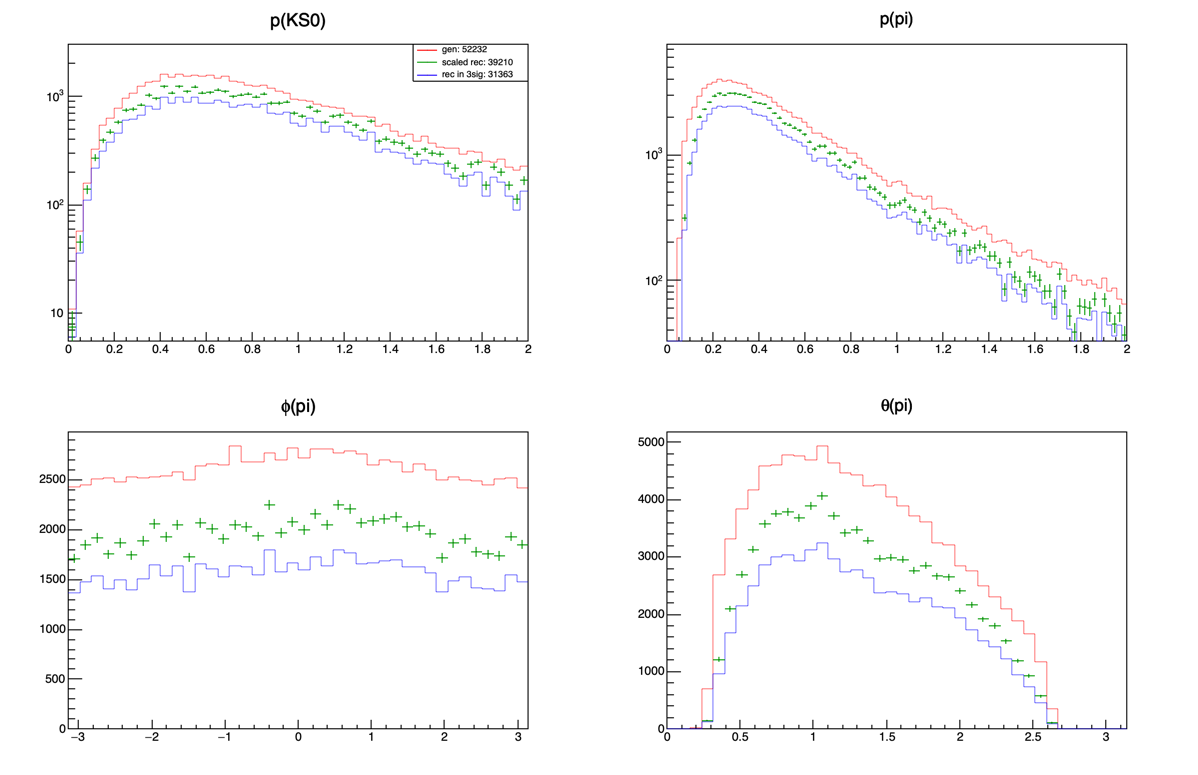 p(KS0)
gen: 52232
scaled rec: 39210
rec in 3sig: 31363
10³
10²
10
0 0.2 0.4 0.6 0.8 1 1.2 1.4 1.6 1.8 2
p(pi)
10³
10²
0 0.2 0.4 0.6 0.8 1 1.2 1.4 1.6 1.8 2
ϕ(pi)
2500
2000
1500
1000
500
0
−3 −2 −1 0 1 2 3
θ(pi)
5000
4000
3000
2000
1000
0
0 0.5 1 1.5 2 2.5 3